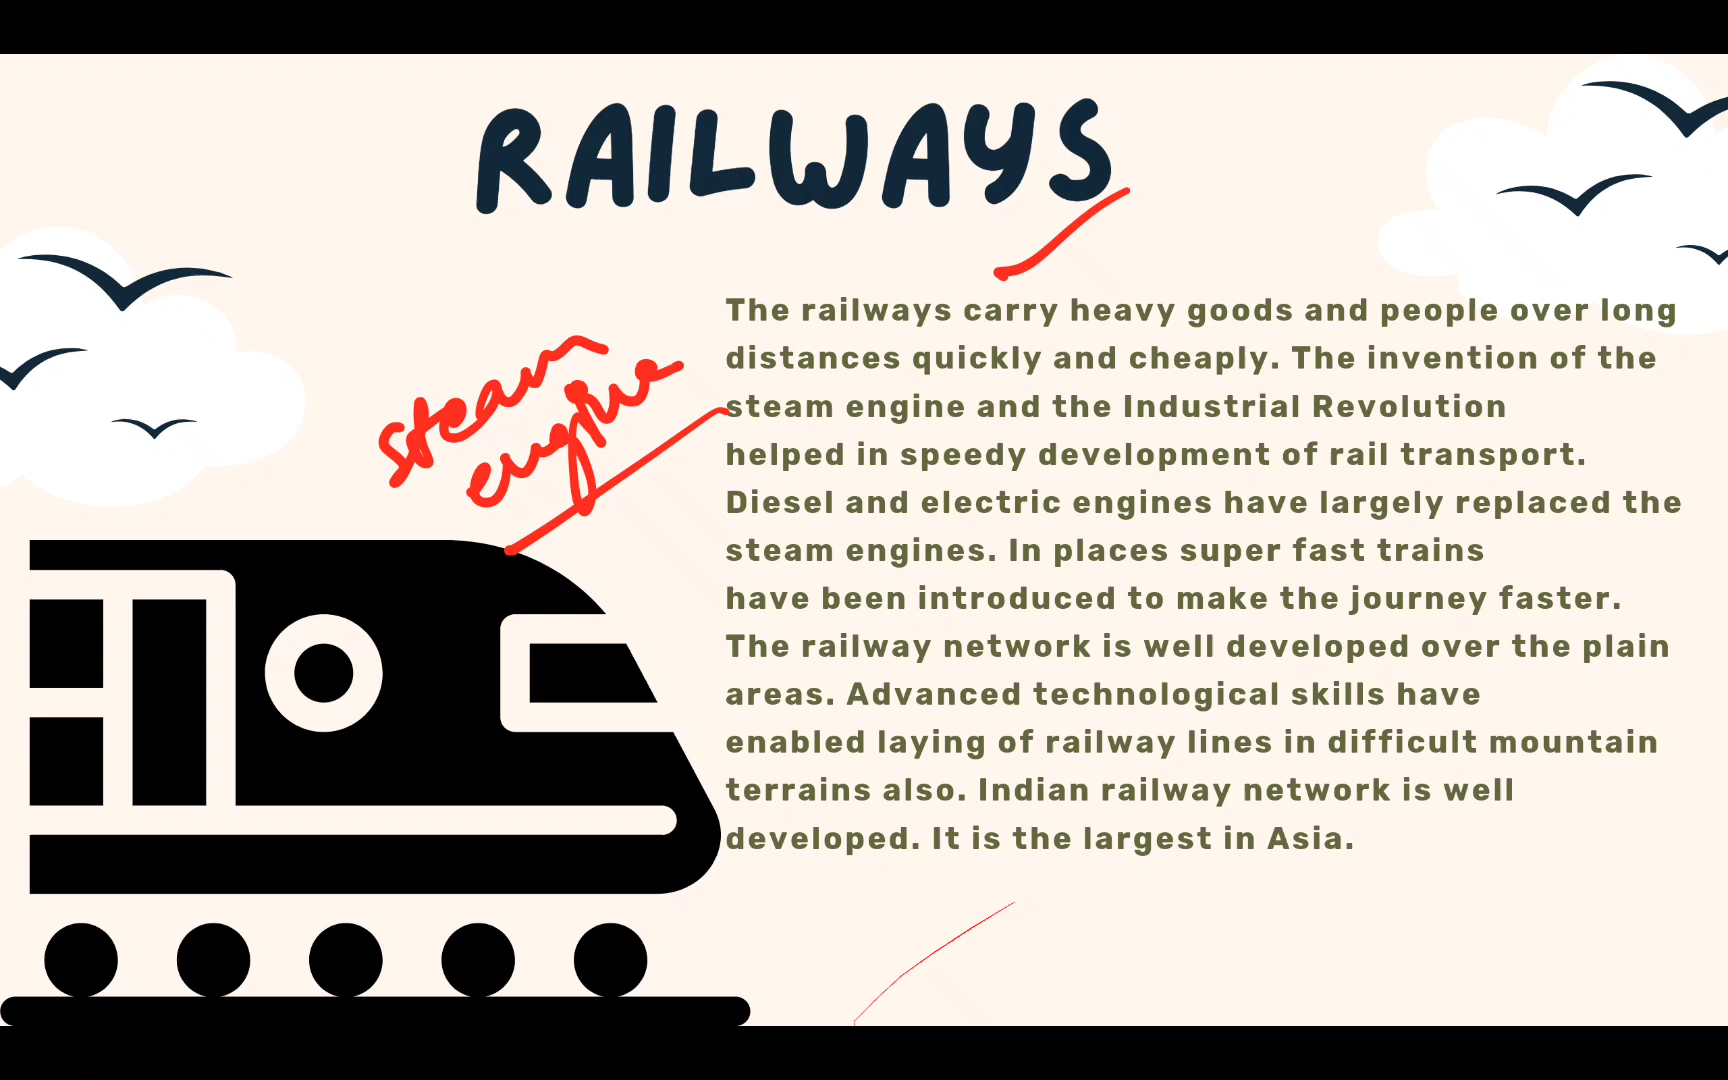 RAILWAYS
The railways carry heavy goods and people over long
distances quickly and cheaply. The invention of the
steam engine and the Industrial Revolution
helped in speedy development of rail transport.
Diesel and electric engines have largely replaced the
steam engines. In places super fast trains
have been introduced to make the journey faster.
The railway network is well developed over the plain
areas. Advanced technological skills have
enabled laying of railway lines in difficult mountain
terrains also. Indian railway network is well
developed. It is the largest in Asia.
steam
engine